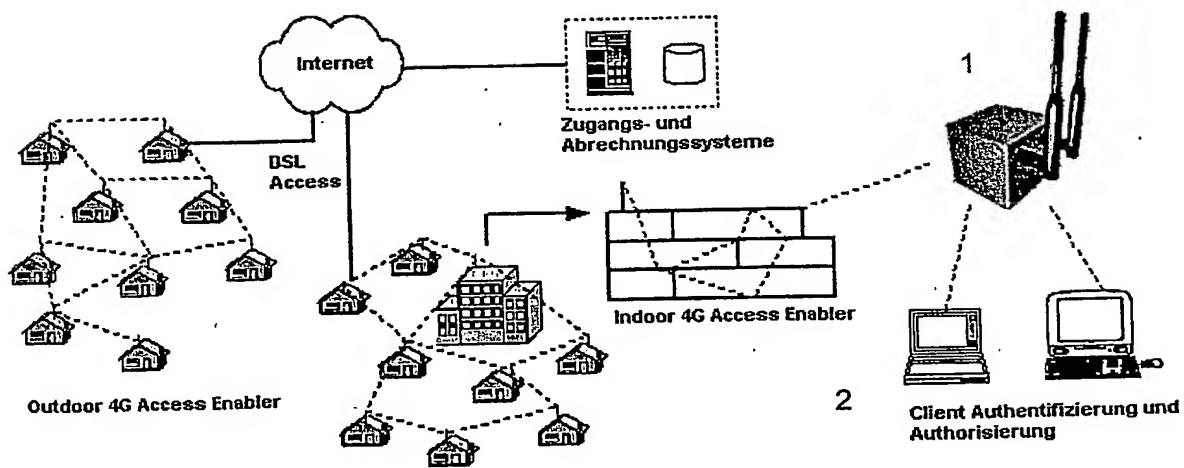 Internet
1
Zugangs- und
Abrechnungssysteme
DSL
Access
Indoor 4G Access Enabler
Outdoor 4G Access Enabler
2
Client Authentifizierung und
Authorisierung